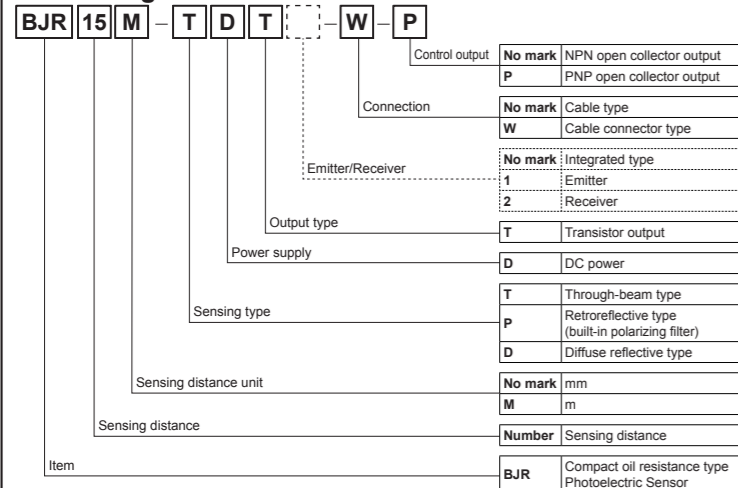 BJR 15 M – T D T – W – P
Control output
No mark NPN open collector output
P PNP open collector output
Connection
No mark Cable type
W Cable connector type
Emitter/Receiver
No mark Integrated type
1 Emitter
2 Receiver
Output type
T Transistor output
Power supply
D DC power
Sensing type
T Through-beam type
P Retroreflective type
(built-in polarizing filter)
D Diffuse reflective type
Sensing distance unit
No mark mm
M m
Sensing distance
Number Sensing distance
Item
BJR Compact oil resistance type
Photoelectric Sensor